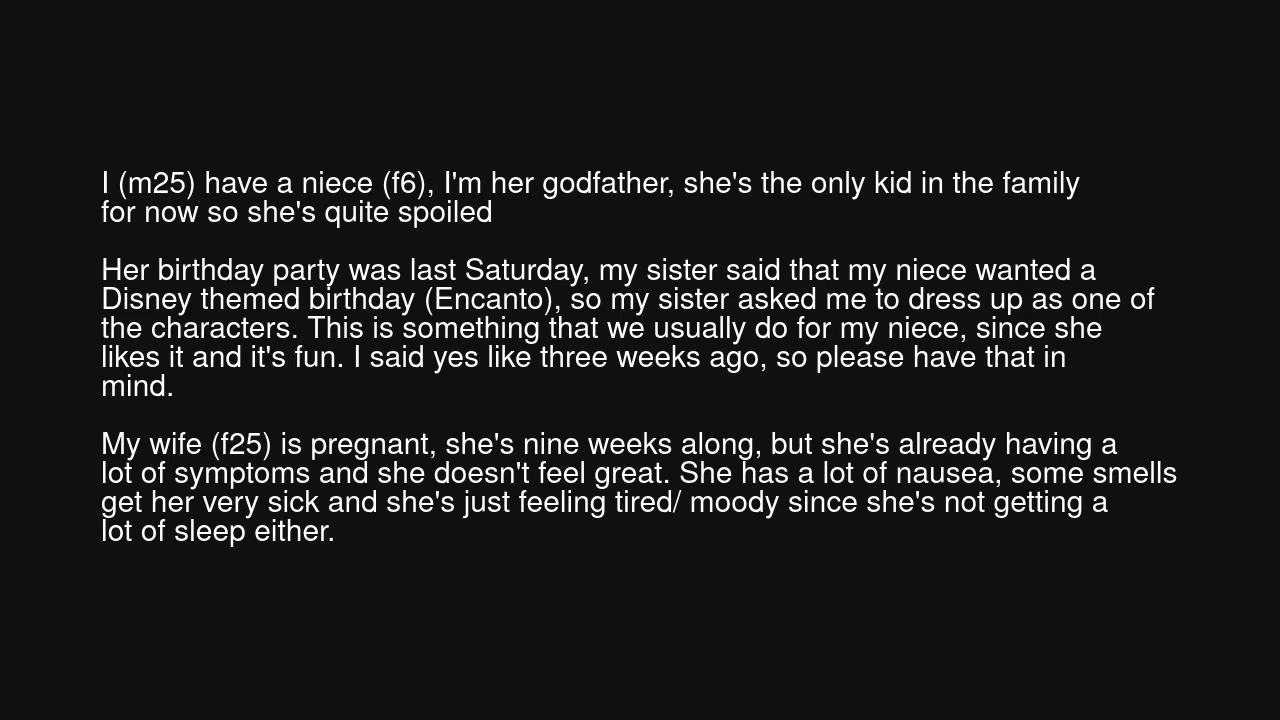 I (m25) have a niece (f6), I'm her godfather, she's the only kid in the family
for now so she's quite spoiled
Her birthday party was last Saturday, my sister said that my niece wanted a
Disney themed birthday (Encanto), so my sister asked me to dress up as one of
the characters. This is something that we usually do for my niece, since she
likes it and it's fun. I said yes like three weeks ago, so please have that in
mind.
My wife (f25) is pregnant, she's nine weeks along, but she's already having a
lot of symptoms and she doesn't feel great. She has a lot of nausea, some smells
get her very sick and she's just feeling tired/ moody since she's not getting a
lot of sleep either.